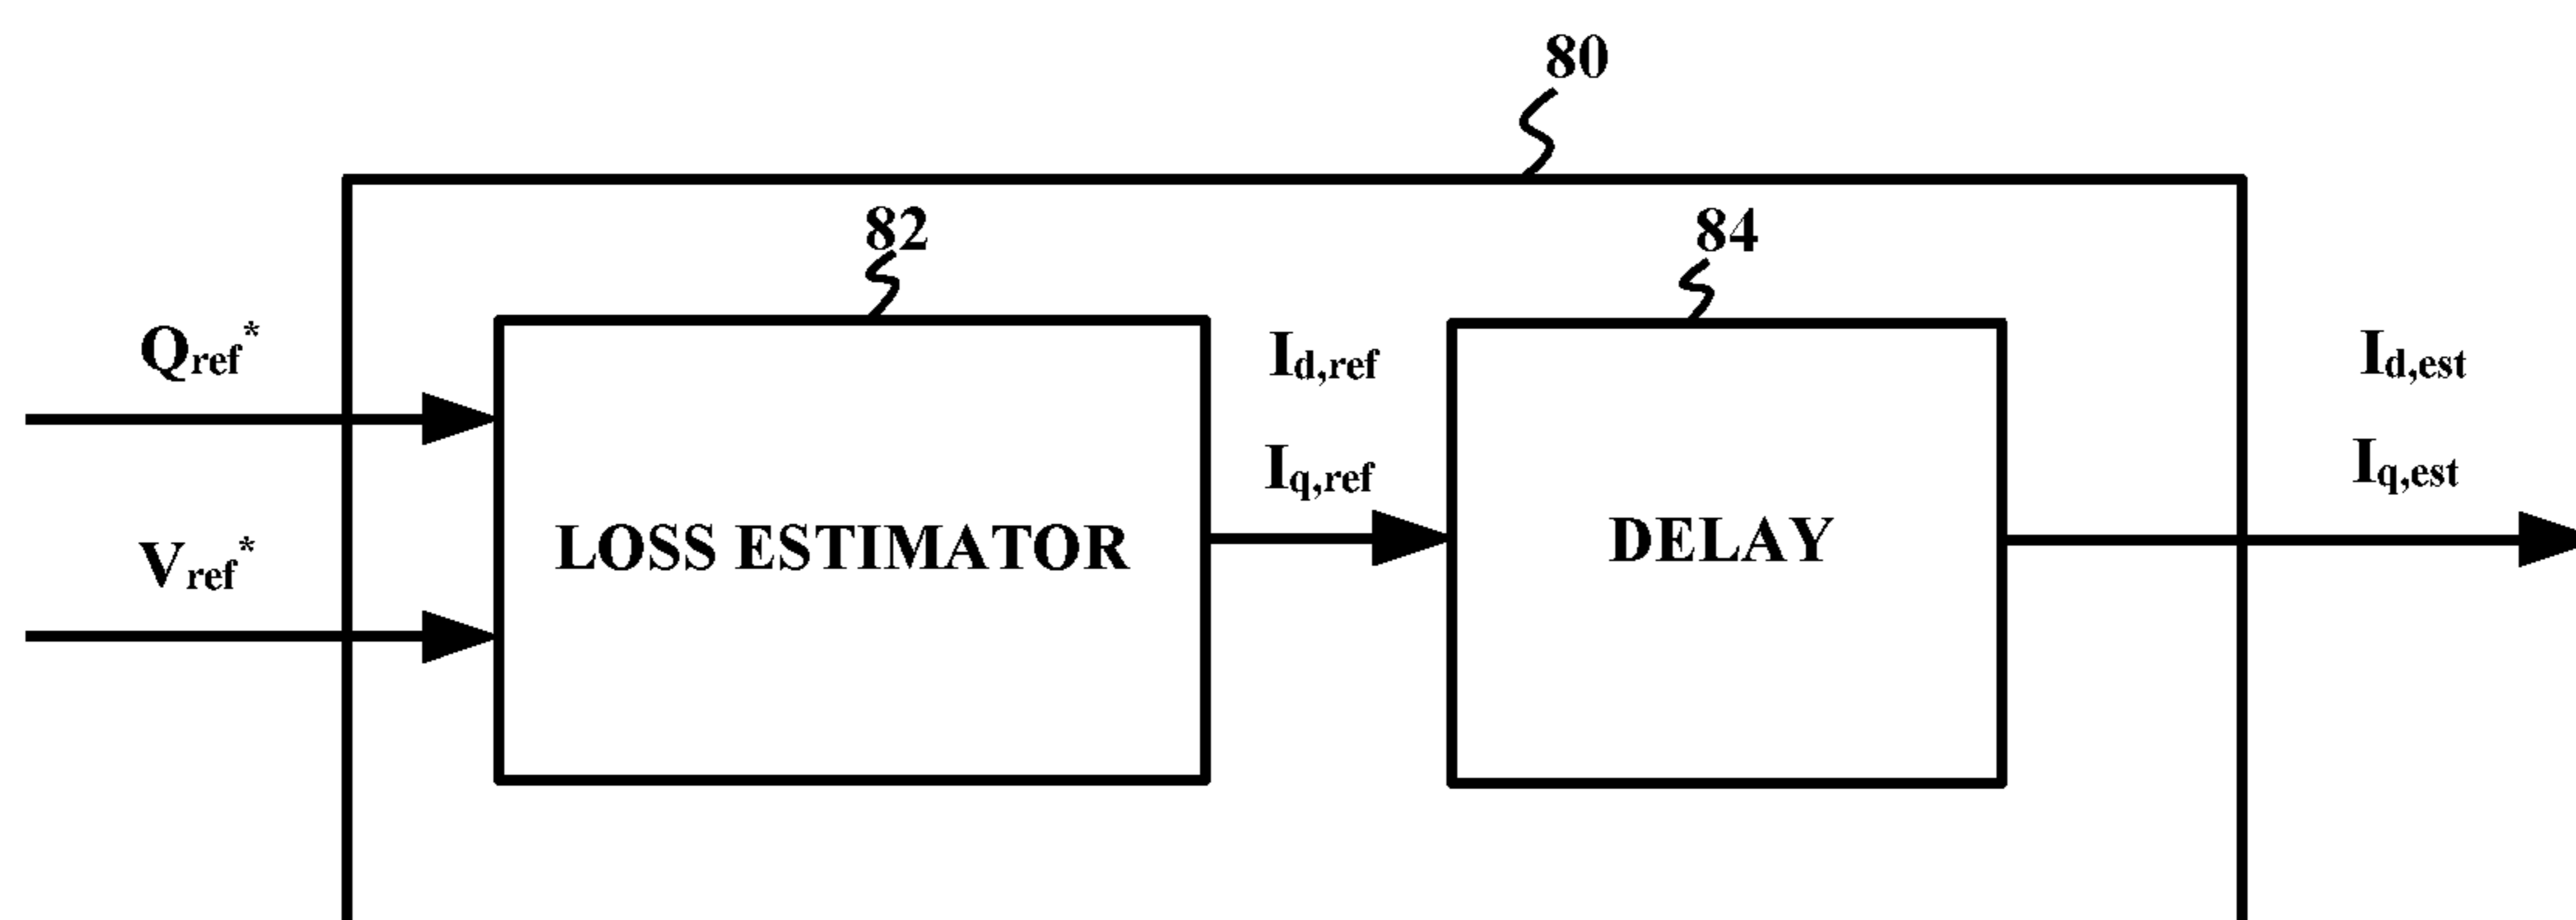 80
82
84
Qref*
Id,ref
Id,est
Iq,ref
Iq,est
Vref*
LOSS ESTIMATOR
DELAY